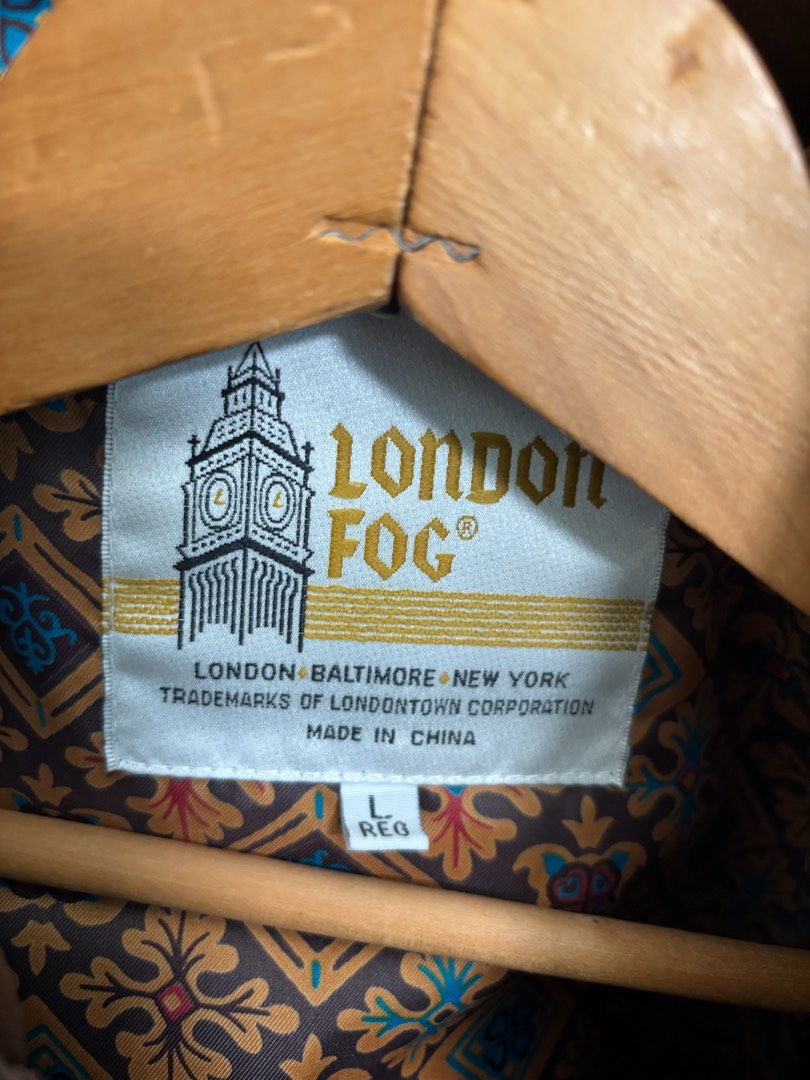 LONDON
FOG®
L L
LONDON♦BALTIMORE♦NEW YORK
TRADEMARKS OF LONDONTOWN CORPORATION
MADE IN CHINA
L
REG